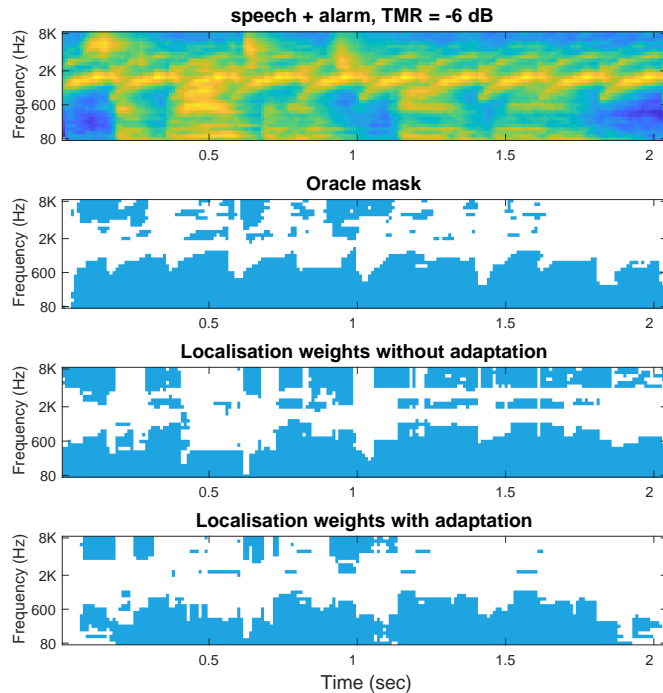 speech + alarm, TMR = -6 dB
Frequency (Hz)
8K
2K
600
80
0.5 1 1.5 2
Oracle mask
Frequency (Hz)
8K
2K
600
80
0.5 1 1.5 2
Localisation weights without adaptation
Frequency (Hz)
8K
2K
600
80
0.5 1 1.5 2
Localisation weights with adaptation
Frequency (Hz)
8K
2K
600
80
0.5 1 1.5 2
Time (sec)